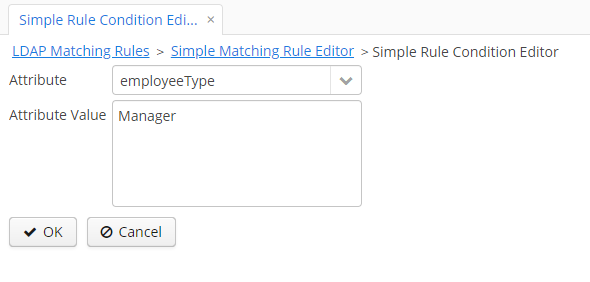 Simple Rule Condition Edi... ×
LDAP Matching Rules > Simple Matching Rule Editor > Simple Rule Condition Editor
Attribute employeeType
Attribute Value Manager
OK Cancel